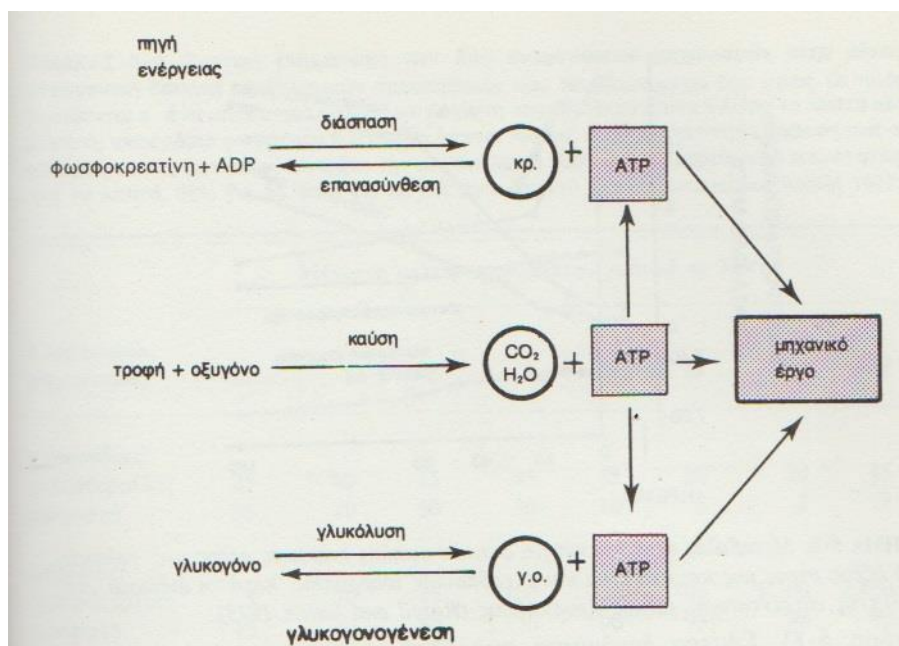 πηγή
ενέργειας
διάσπαση
φωσφοκρεατίνη + ADP
επανασύνθεση
κρ.
+
ATP
καύση
τροφή + οξυγόνο
CO₂
H₂O
+
ATP
μηχανικό
έργο
γλυκόλυση
γλυκογόνο
γ.ο.
+
ATP
γλυκογονογένεση